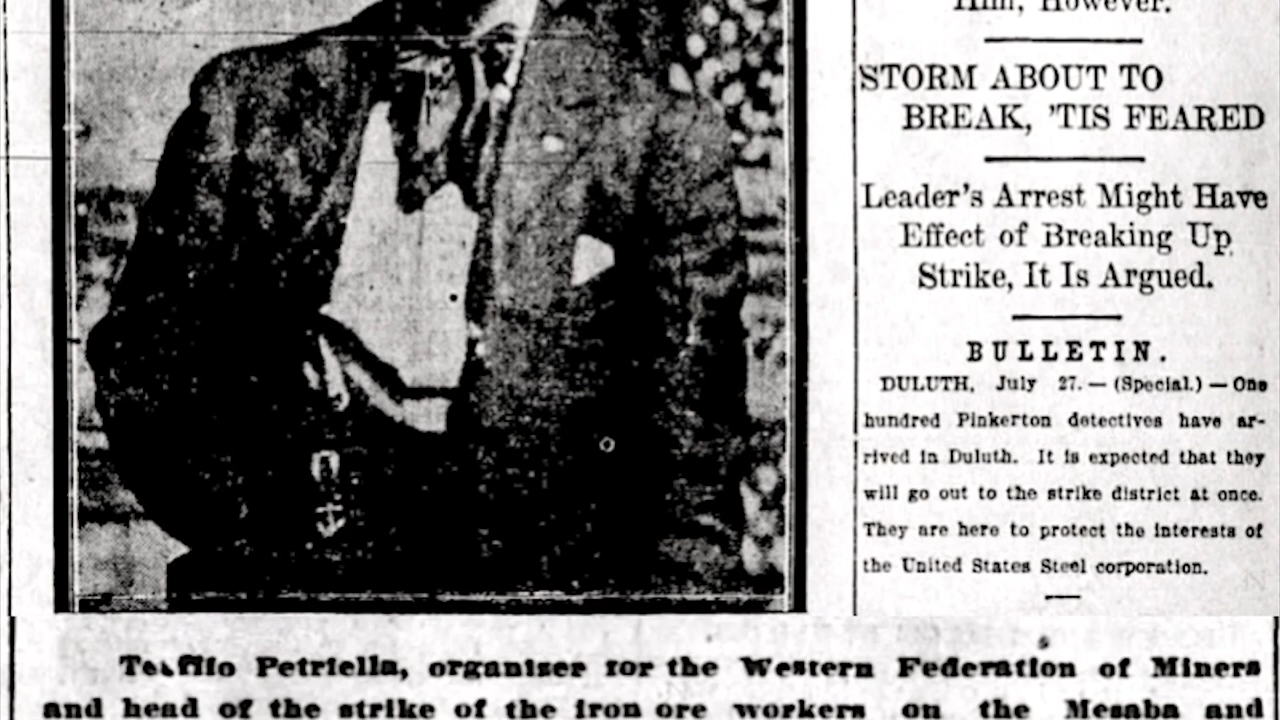 Him, However.
STORM ABOUT TO
BREAK, 'TIS FEARED
Leader's Arrest Might Have
Effect of Breaking Up
Strike, It Is Argued.
BULLETIN.
DULUTH, July 27. — (Special.) — One
hundred Pinkerton detectives have ar-
rived in Duluth. It is expected that they
will go out to the strike district at once.
They are here to protect the interests of
the United States Steel corporation.
Petriella, organizer for the Western Federation of Miners
and head of the strike of the iron ore workers on the Mesaba and